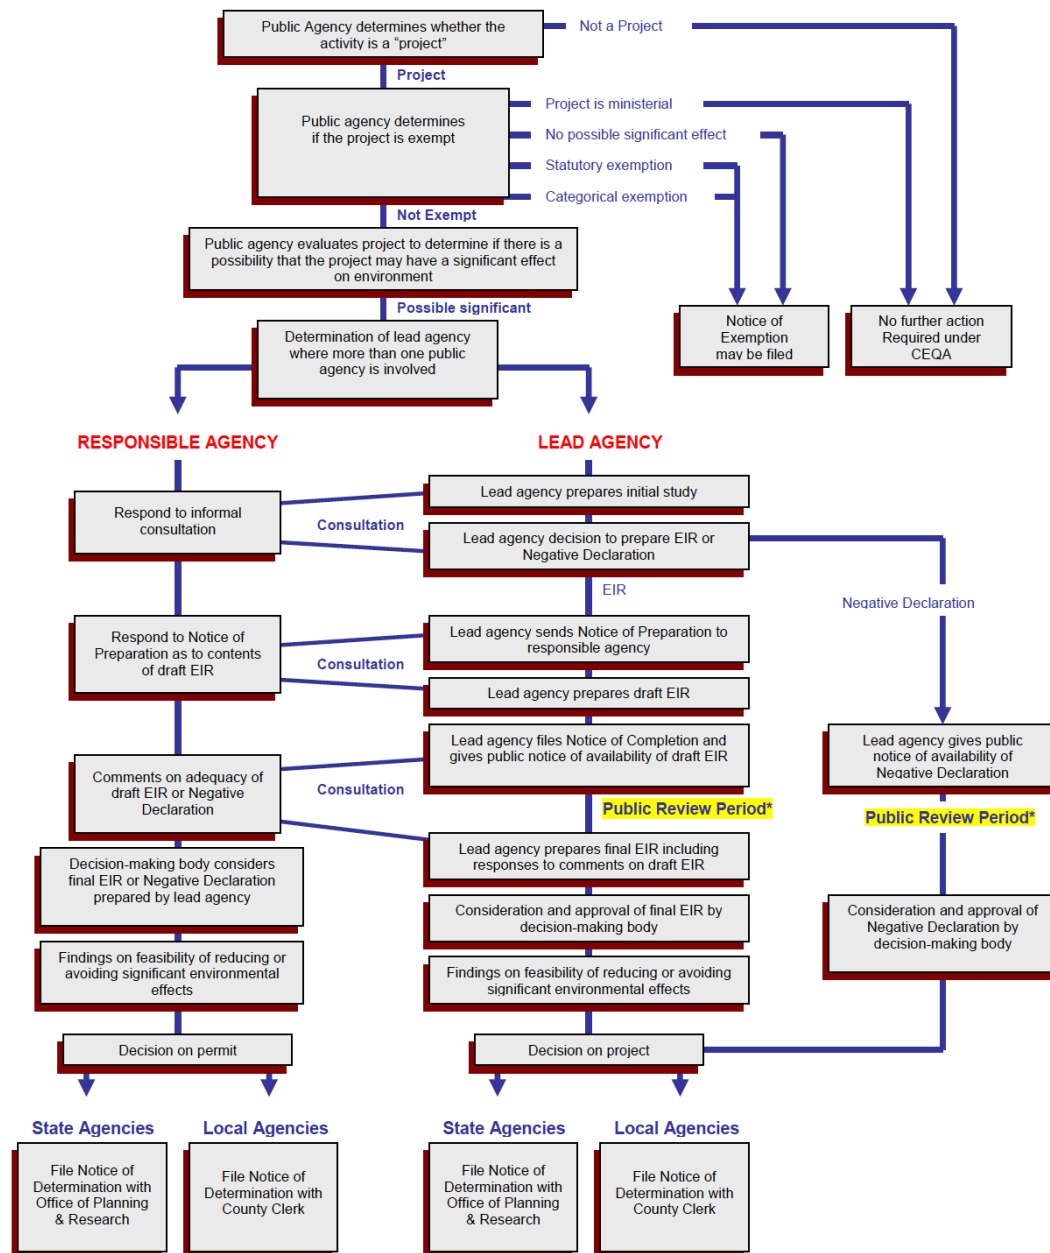 Public Agency determines whether the
activity is a “project”
Not a Project
Project
Public agency determines
if the project is exempt
Project is ministerial
No possible significant effect
Statutory exemption
Categorical exemption
Not Exempt
Public agency evaluates project to determine if there is a
possibility that the project may have a significant effect
on environment
Possible significant
Determination of lead agency
where more than one public
agency is involved
Notice of
Exemption
may be filed
No further action
Required under
CEQA
RESPONSIBLE AGENCY
LEAD AGENCY
Respond to informal
consultation
Consultation
Lead agency prepares initial study
Lead agency decision to prepare EIR or
Negative Declaration
EIR
Negative Declaration
Respond to Notice of
Preparation as to contents
of draft EIR
Consultation
Lead agency sends Notice of Preparation to
responsible agency
Lead agency prepares draft EIR
Comments on adequacy of
draft EIR or Negative
Declaration
Consultation
Lead agency files Notice of Completion and
gives public notice of availability of draft EIR
Public Review Period*
Lead agency gives public
notice of availability of
Negative Declaration
Public Review Period*
Lead agency prepares final EIR including
responses to comments on draft EIR
Decision-making body considers
final EIR or Negative Declaration
prepared by lead agency
Consideration and approval of final EIR by
decision-making body
Consideration and approval of
Negative Declaration by
decision-making body
Findings on feasibility of reducing or
avoiding significant environmental
effects
Findings on feasibility of reducing or avoiding
significant environmental effects
Decision on permit
Decision on project
State Agencies
Local Agencies
State Agencies
Local Agencies
File Notice of
Determination with
Office of Planning
& Research
File Notice of
Determination with
County Clerk
File Notice of
Determination with
Office of Planning
& Research
File Notice of
Determination with
County Clerk